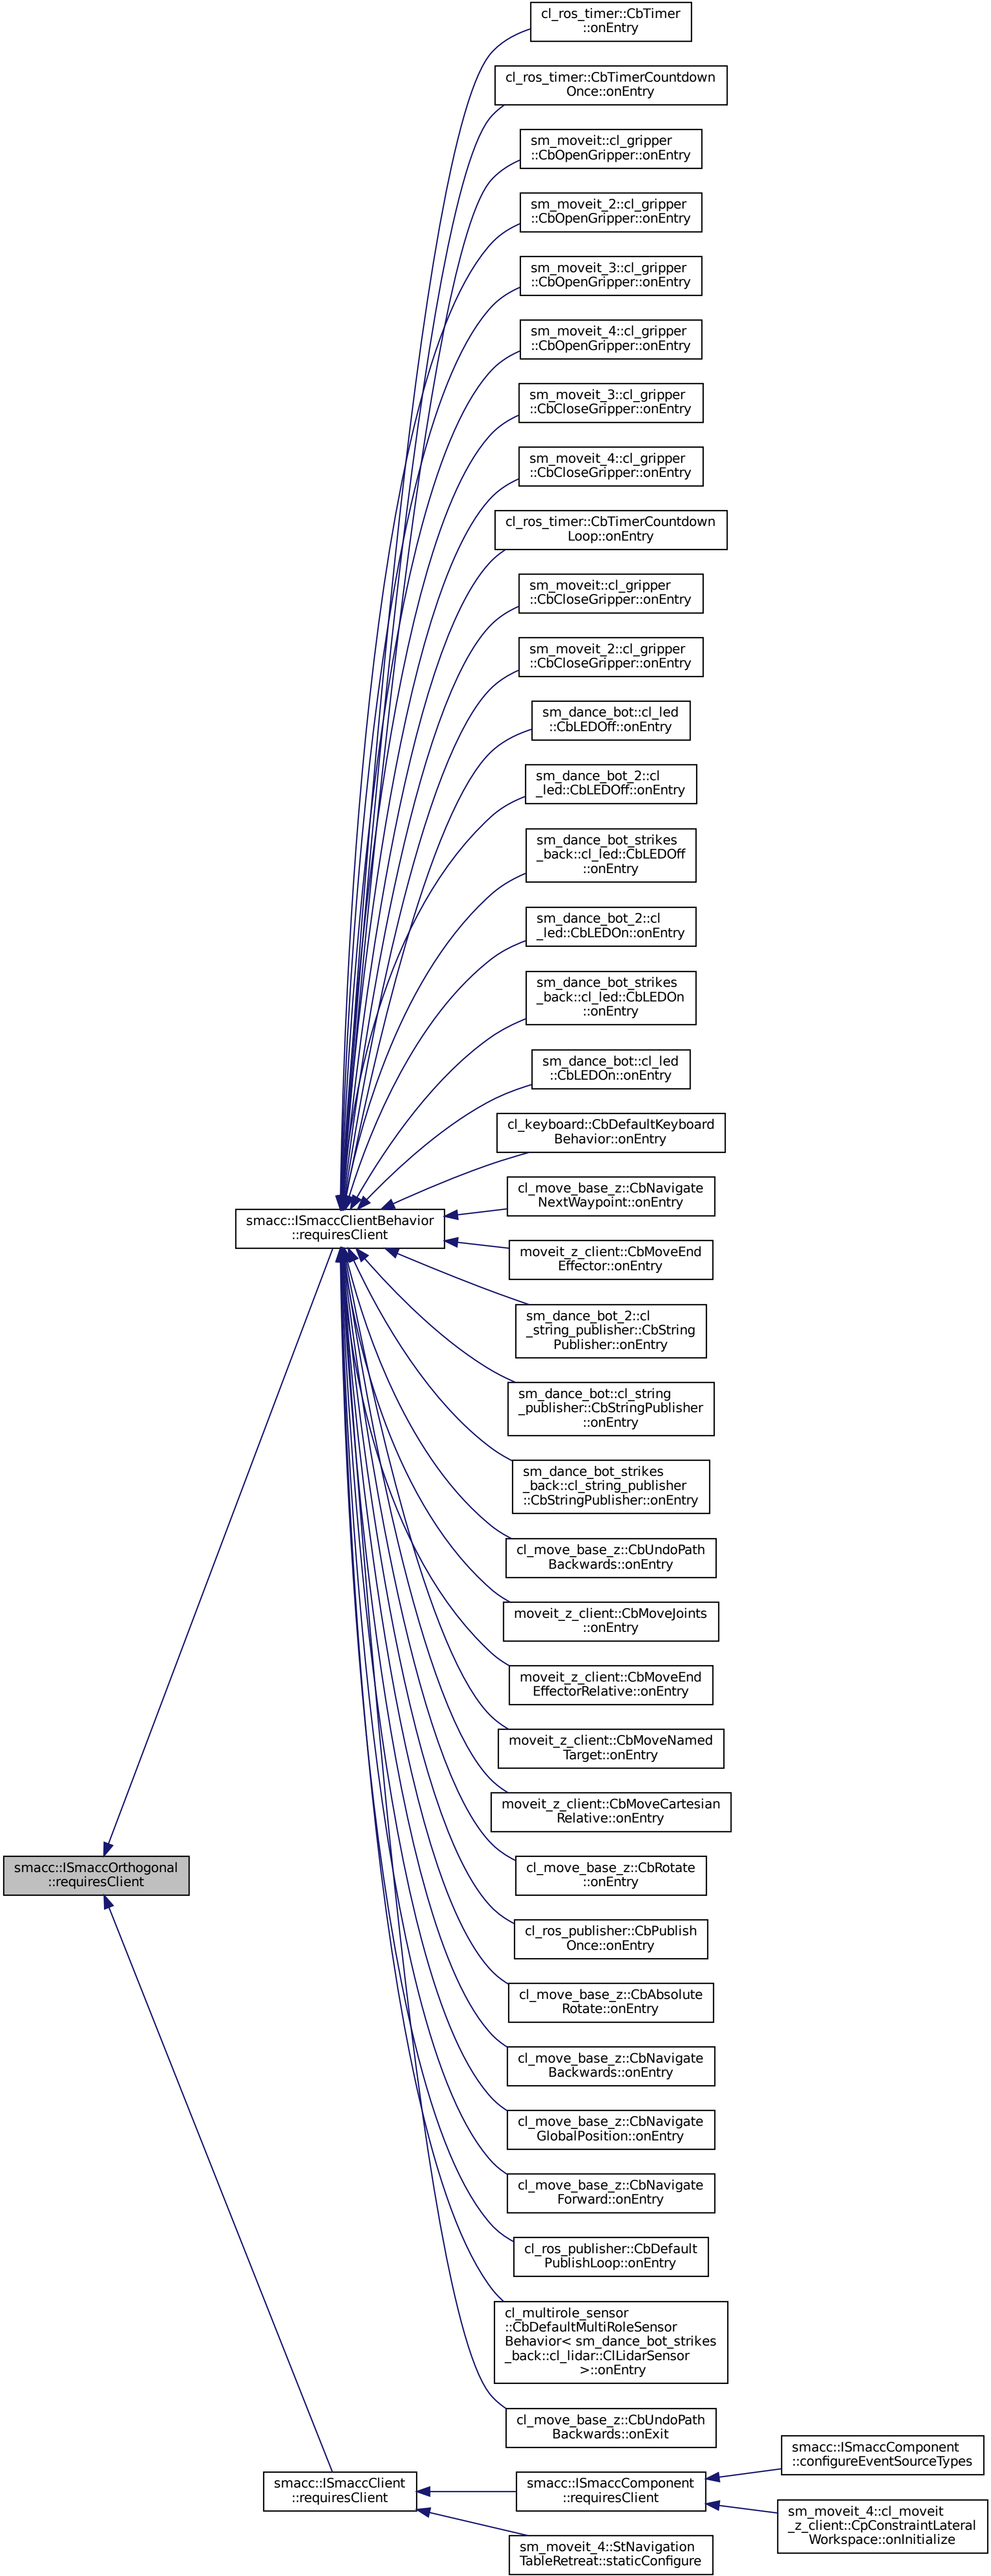 cl_ros_timer::CbTimer
::onEntry
cl_ros_timer::CbTimerCountdown
Once::onEntry
sm_moveit::cl_gripper
::CbOpenGripper::onEntry
sm_moveit_2::cl_gripper
::CbOpenGripper::onEntry
sm_moveit_3::cl_gripper
::CbOpenGripper::onEntry
sm_moveit_4::cl_gripper
::CbOpenGripper::onEntry
sm_moveit_3::cl_gripper
::CbCloseGripper::onEntry
sm_moveit_4::cl_gripper
::CbCloseGripper::onEntry
cl_ros_timer::CbTimerCountdown
Loop::onEntry
sm_moveit::cl_gripper
::CbCloseGripper::onEntry
sm_moveit_2::cl_gripper
::CbCloseGripper::onEntry
sm_dance_bot::cl_led
::CbLEDOff::onEntry
sm_dance_bot_2::cl
_led::CbLEDOff::onEntry
sm_dance_bot_strikes
_back::cl_led::CbLEDOff
::onEntry
sm_dance_bot_2::cl
_led::CbLEDOn::onEntry
sm_dance_bot_strikes
_back::cl_led::CbLEDOn
::onEntry
sm_dance_bot::cl_led
::CbLEDOn::onEntry
cl_keyboard::CbDefaultKeyboard
Behavior::onEntry
cl_move_base_z::CbNavigate
NextWaypoint::onEntry
smacc::ISmaccClientBehavior
::requiresClient
moveit_z_client::CbMoveEnd
Effector::onEntry
sm_dance_bot_2::cl
_string_publisher::CbString
Publisher::onEntry
sm_dance_bot::cl_string
_publisher::CbStringPublisher
::onEntry
sm_dance_bot_strikes
_back::cl_string_publisher
::CbStringPublisher::onEntry
cl_move_base_z::CbUndoPath
Backwards::onEntry
moveit_z_client::CbMoveJoints
::onEntry
moveit_z_client::CbMoveEnd
EffectorRelative::onEntry
moveit_z_client::CbMoveNamed
Target::onEntry
moveit_z_client::CbMoveCartesian
Relative::onEntry
smacc::ISmaccOrthogonal
::requiresClient
cl_move_base_z::CbRotate
::onEntry
cl_ros_publisher::CbPublish
Once::onEntry
cl_move_base_z::CbAbsolute
Rotate::onEntry
cl_move_base_z::CbNavigate
Backwards::onEntry
cl_move_base_z::CbNavigate
GlobalPosition::onEntry
cl_move_base_z::CbNavigate
Forward::onEntry
cl_ros_publisher::CbDefault
PublishLoop::onEntry
cl_multirole_sensor
::CbDefaultMultiRoleSensor
Behavior< sm_dance_bot_strikes
_back::cl_lidar::ClLidarSensor
>::onEntry
cl_move_base_z::CbUndoPath
Backwards::onExit
smacc::ISmaccClient
::requiresClient
smacc::ISmaccComponent
::requiresClient
smacc::ISmaccComponent
::configureEventSourceTypes
sm_moveit_4::cl_moveit
_z_client::CpConstraintLateral
Workspace::onInitialize
sm_moveit_4::StNavigation
TableRetreat::staticConfigure